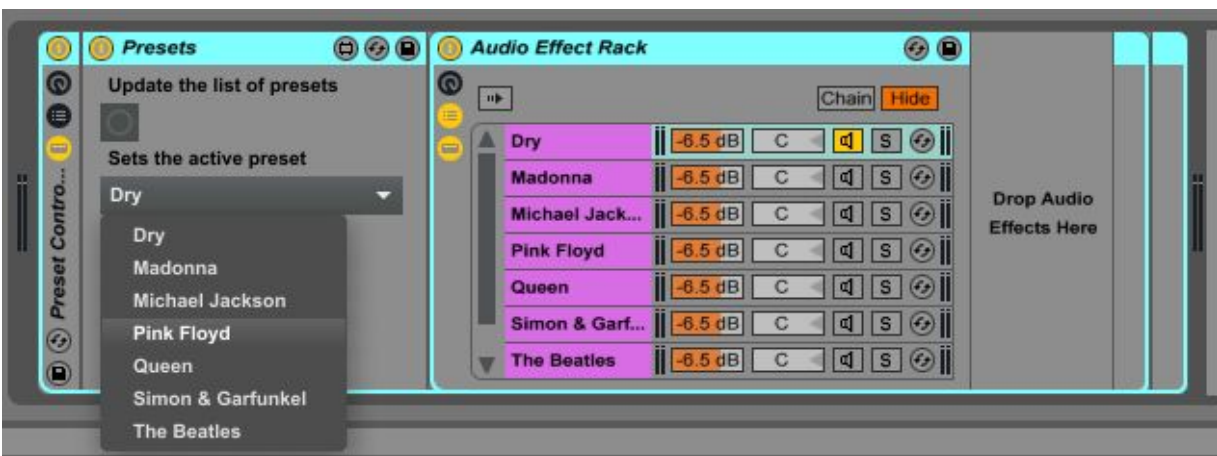 Preset Contro...
Presets
Update the list of presets
Sets the active preset
Dry
Dry
Madonna
Michael Jackson
Pink Floyd
Queen
Simon & Garfunkel
The Beatles
Audio Effect Rack
Chain Hide
Dry -6.5 dB C S
Madonna -6.5 dB C S
Michael Jack... -6.5 dB C S
Pink Floyd -6.5 dB C S
Queen -6.5 dB C S
Simon & Garf... -6.5 dB C S
The Beatles -6.5 dB C S
Drop Audio
Effects Here